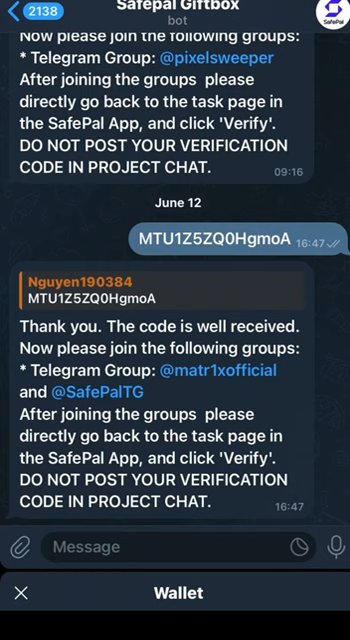 2138
Safepal Giftbox
bot
SafePal
Now please join the following groups:
* Telegram Group: @pixelsweeper
After joining the groups  please
directly go back to the task page in
the SafePal App, and click 'Verify'.
DO NOT POST YOUR VERIFICATION
CODE IN PROJECT CHAT.
09:16
June 12
MTU1Z5ZQ0HgmoA 16:47
Nguyen190384
MTU1Z5ZQ0HgmoA
Thank you. The code is well received.
Now please join the following groups:
* Telegram Group: @matr1xofficial
and @SafePalTG
After joining the groups  please
directly go back to the task page in
the SafePal App, and click 'Verify'.
DO NOT POST YOUR VERIFICATION
CODE IN PROJECT CHAT.
16:47
Message
Wallet